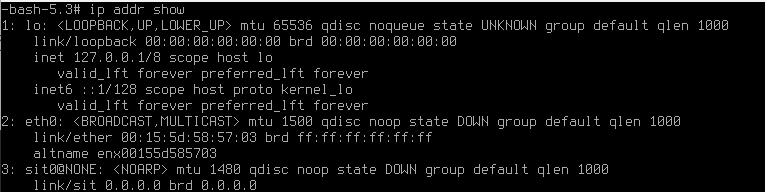 -bash-5.3# ip addr show
1: lo: <LOOPBACK,UP,LOWER_UP> mtu 65536 qdisc noqueue state UNKNOWN group default qlen 1000
    link/loopback 00:00:00:00:00:00 brd 00:00:00:00:00:00
    inet 127.0.0.1/8 scope host lo
       valid_lft forever preferred_lft forever
    inet6 ::1/128 scope host proto kernel_lo
       valid_lft forever preferred_lft forever
2: eth0: <BROADCAST,MULTICAST> mtu 1500 qdisc noop state DOWN group default qlen 1000
    link/ether 00:15:5d:58:57:03 brd ff:ff:ff:ff:ff:ff
    altname enx00155d585703
3: sit0@NONE: <NOARP> mtu 1480 qdisc noop state DOWN group default qlen 1000
    link/sit 0.0.0.0 brd 0.0.0.0